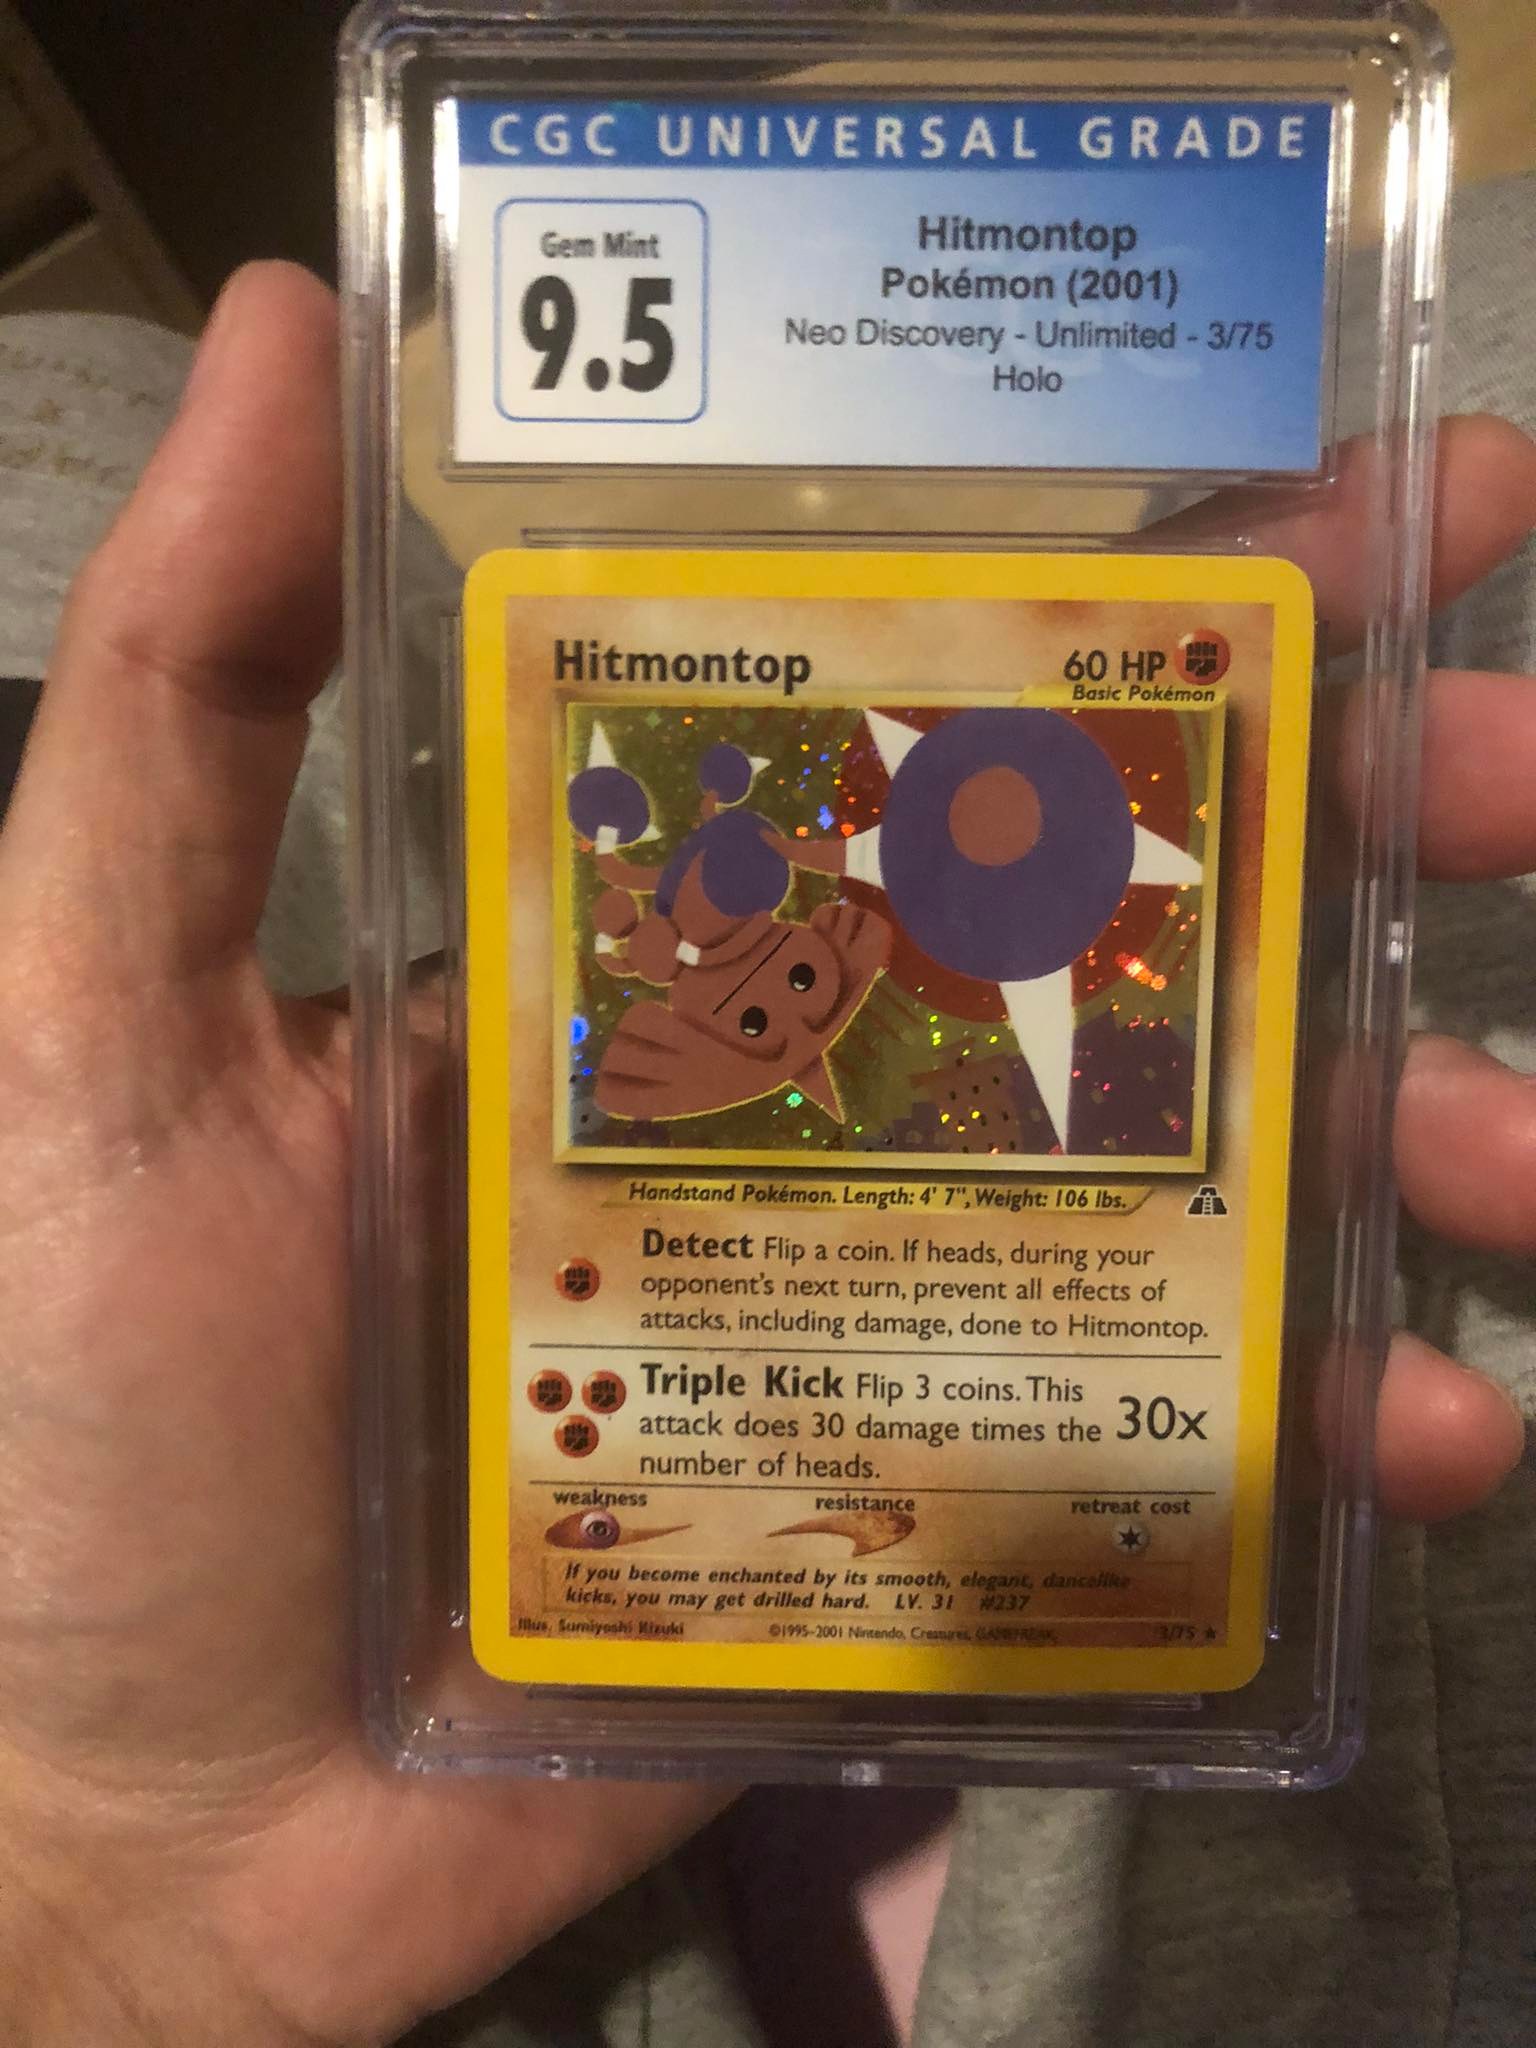 CGC UNIVERSAL GRADE
Gem Mint
9.5
Hitmontop
Pokémon (2001)
Neo Discovery - Unlimited - 3/75
Holo
Hitmontop
60 HP
Basic Pokémon
Handstand Pokémon. Length: 4' 7", Weight: 106 lbs.
Detect Flip a coin. If heads, during your
opponent's next turn, prevent all effects of
attacks, including damage, done to Hitmontop.
Triple Kick Flip 3 coins. This
attack does 30 damage times the
number of heads.
30x
weakness
resistance
retreat cost
If you become enchanted by its smooth, elegant, dancelike
kicks, you may get drilled hard. LV. 31 #237
Illus. Sumiyoshi Kizuki
©1995-2001 Nintendo, Creatures, GAMEFREAK.
3/75 ★